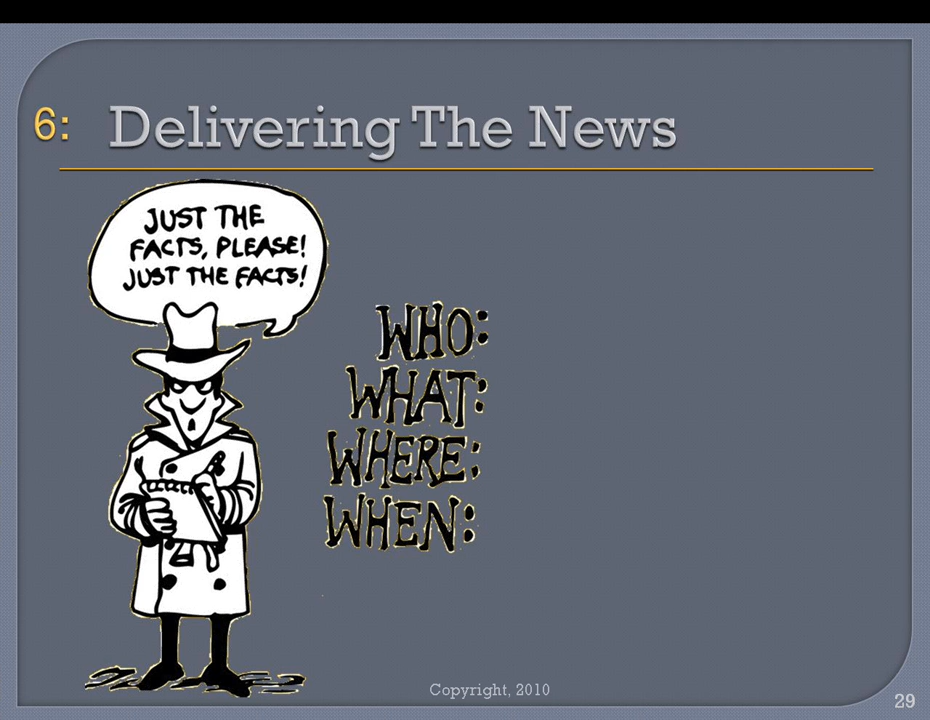 6: Delivering The News
JUST THE
FACTS, PLEASE!
JUST THE FACTS!
WHO:
WHAT:
WHERE:
WHEN:
Copyright, 2010
29